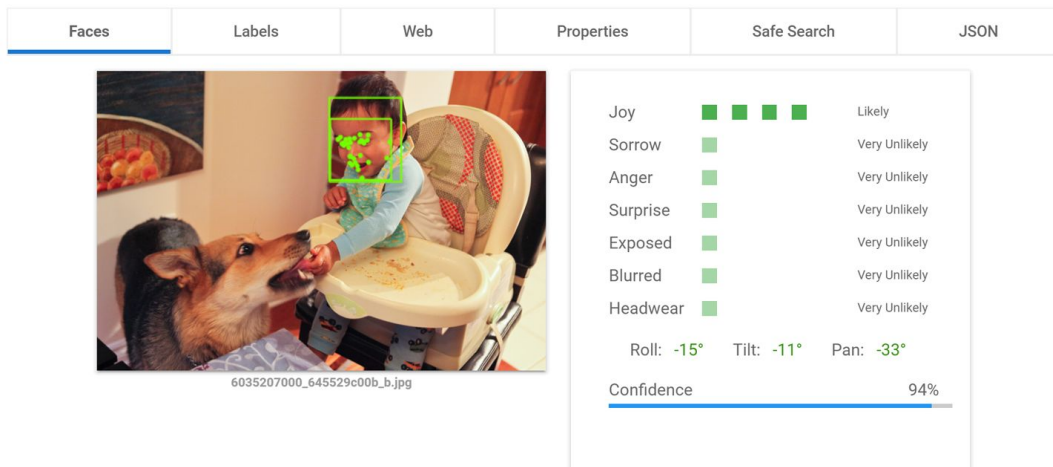 Faces Labels Web Properties Safe Search JSON
Joy Likely
Sorrow Very Unlikely
Anger Very Unlikely
Surprise Very Unlikely
Exposed Very Unlikely
Blurred Very Unlikely
Headwear Very Unlikely
Roll: -15° Tilt: -11° Pan: -33°
6035207000_645529c00b_b.jpg
Confidence 94%